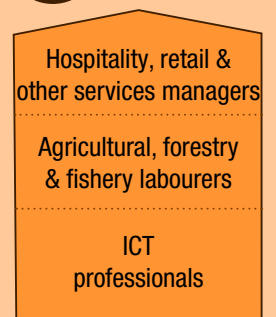 Hospitality, retail &
other services managers
Agricultural, forestry
& fishery labourers
ICT
professionals